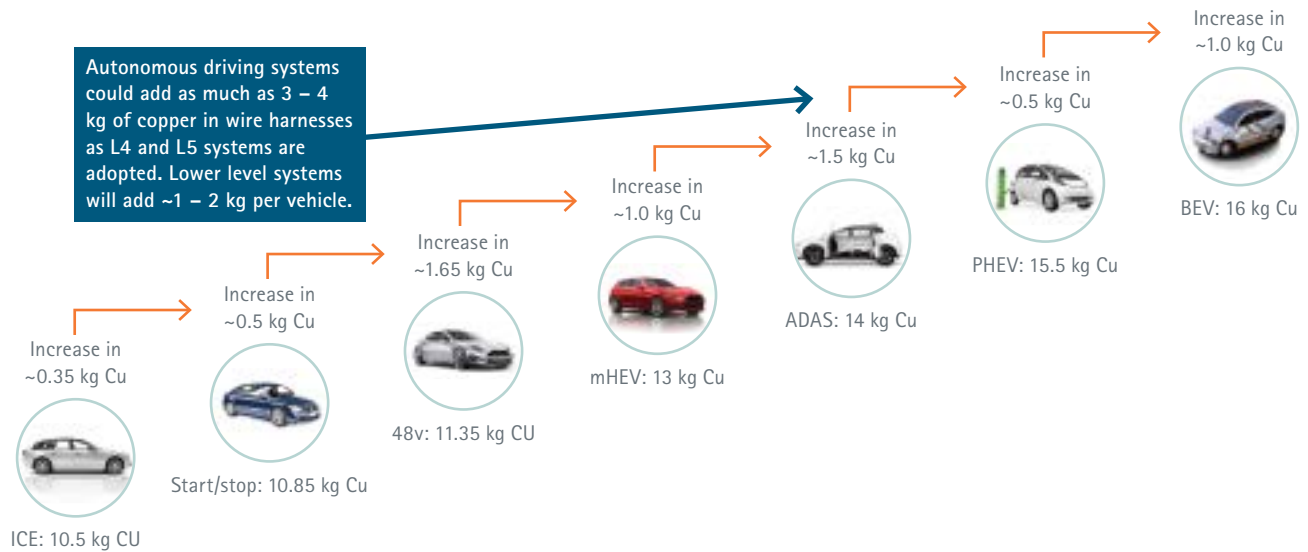 Autonomous driving systems
could add as much as 3 – 4
kg of copper in wire harnesses
as L4 and L5 systems are
adopted. Lower level systems
will add ~1 – 2 kg per vehicle.
Increase in
~0.35 kg Cu
ICE: 10.5 kg CU
Increase in
~0.5 kg Cu
Start/stop: 10.85 kg Cu
Increase in
~1.65 kg Cu
48v: 11.35 kg CU
Increase in
~1.0 kg Cu
mHEV: 13 kg Cu
Increase in
~1.5 kg Cu
ADAS: 14 kg Cu
Increase in
~0.5 kg Cu
PHEV: 15.5 kg Cu
Increase in
~1.0 kg Cu
BEV: 16 kg Cu